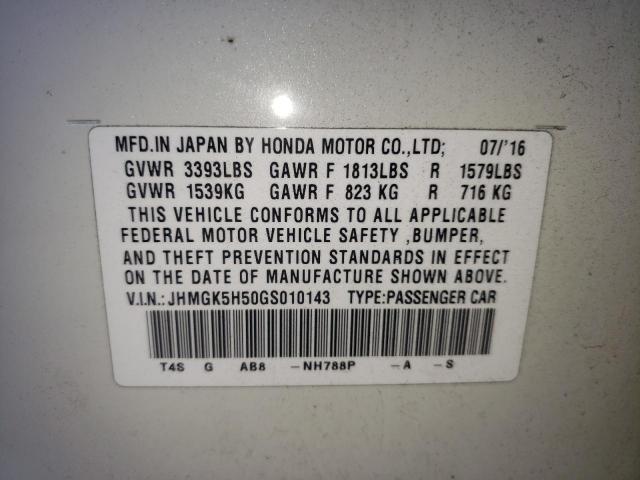 MFD.IN JAPAN BY HONDA MOTOR CO.,LTD; 07/'16
GVWR 3393LBS GAWR F 1813LBS R 1579LBS
GVWR 1539KG GAWR F 823 KG R 716 KG
THIS VEHICLE CONFORMS TO ALL APPLICABLE
FEDERAL MOTOR VEHICLE SAFETY ,BUMPER,
AND THEFT PREVENTION STANDARDS IN EFFECT
ON THE DATE OF MANUFACTURE SHOWN ABOVE.
V.I.N.:JHMGK5H50GS010143 TYPE:PASSENGER CAR
T4S G AB8 -NH788P -A -S